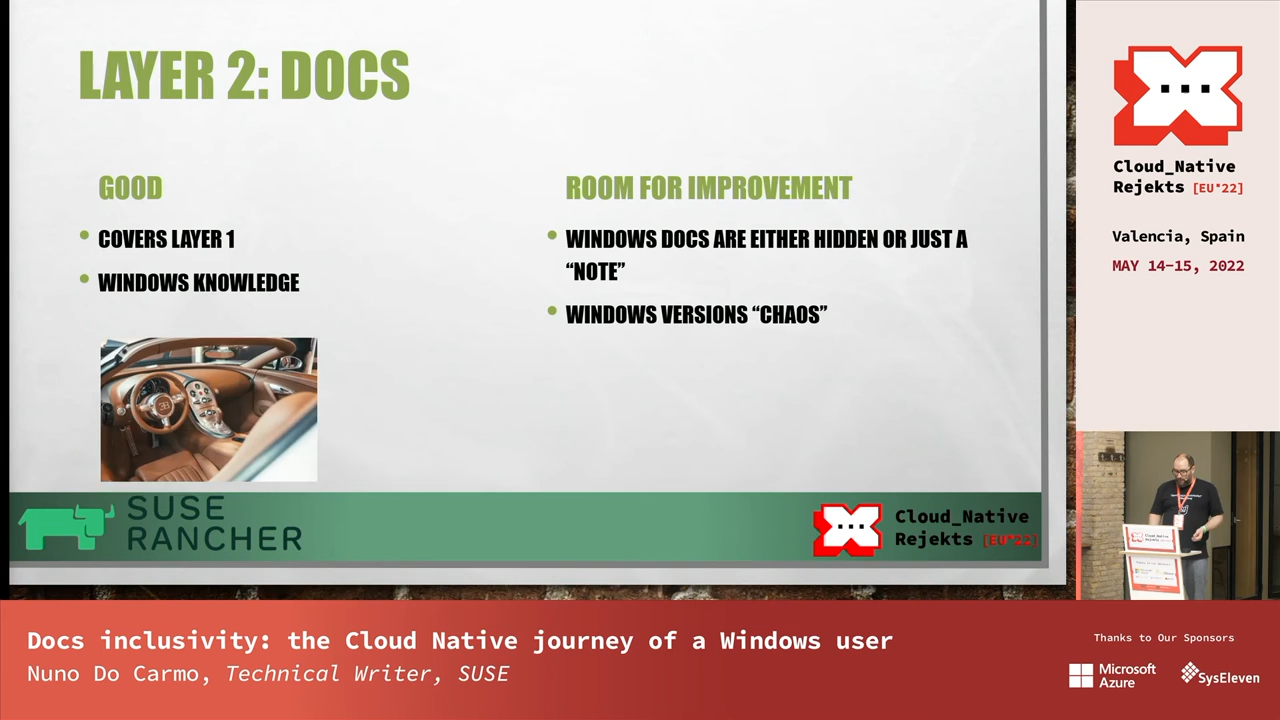 LAYER 2: DOCS
GOOD
COVERS LAYER 1
WINDOWS KNOWLEDGE
ROOM FOR IMPROVEMENT
WINDOWS DOCS ARE EITHER HIDDEN OR JUST A
“NOTE”
WINDOWS VERSIONS “CHAOS”
SUSE
RANCHER
Cloud_Native
Rejekts [EU*22]
Cloud_Native
Rejekts [EU*22]
Valencia, Spain
MAY 14-15, 2022
Docs inclusivity: the Cloud Native journey of a Windows user
Nuno Do Carmo, Technical Writer, SUSE
Thanks to Our Sponsors
Microsoft
Azure
SysEleven